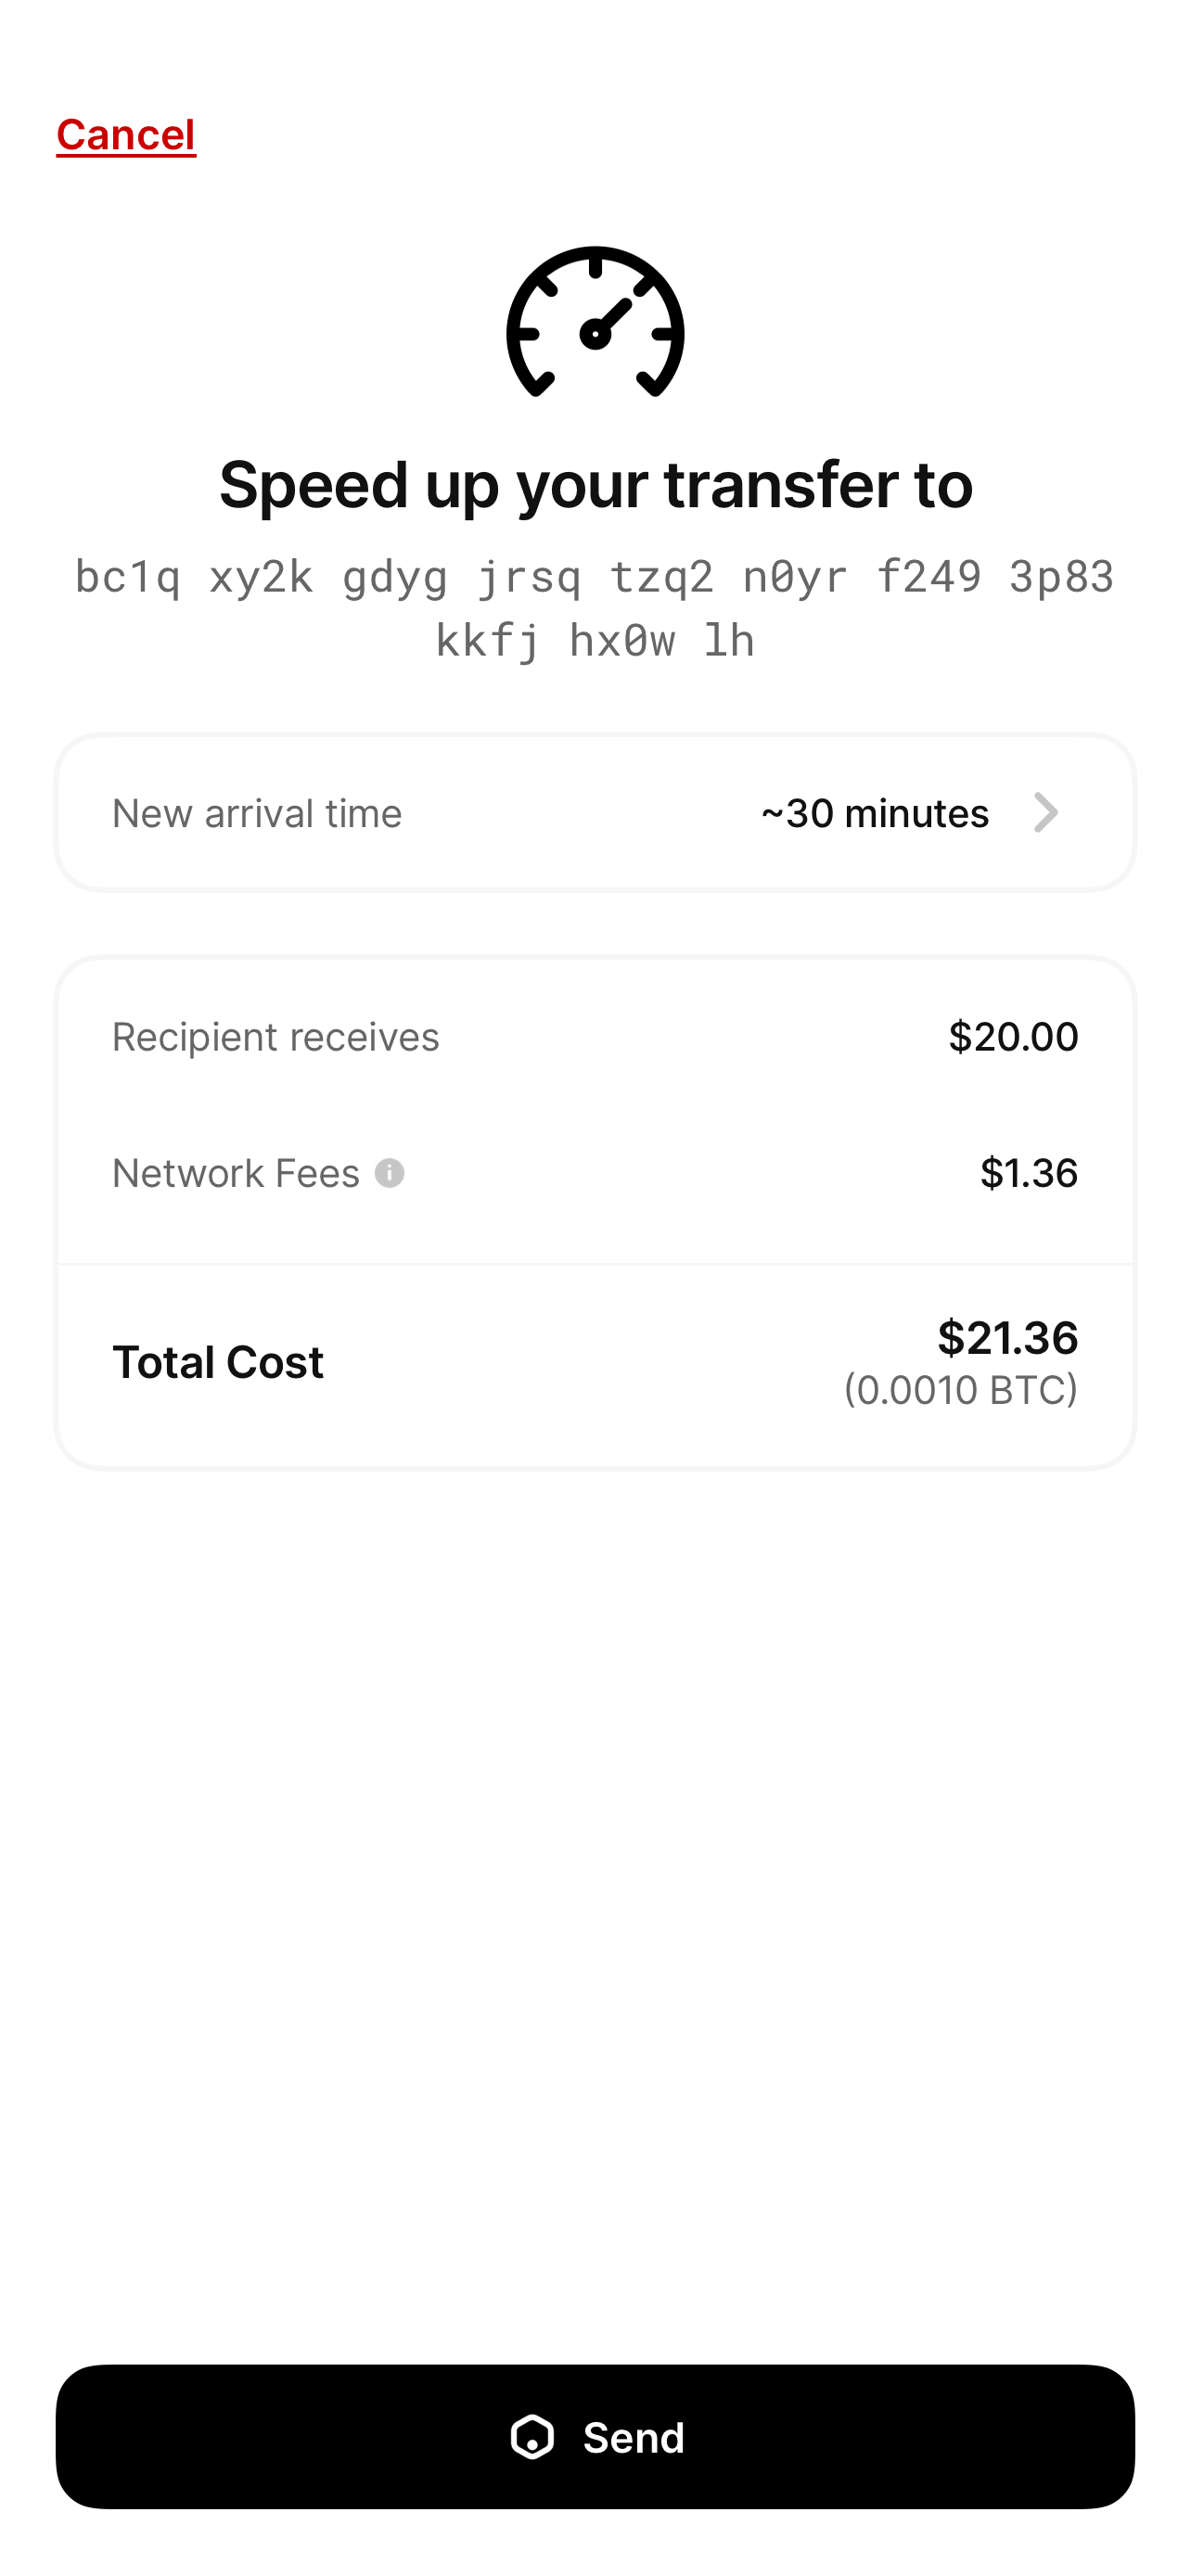 Cancel
Speed up your transfer to
bc1q xy2k gdyg jrsq tzq2 n0yr f249 3p83
kkfj hx0w lh
New arrival time ~30 minutes
Recipient receives $20.00
Network Fees $1.36
Total Cost $21.36
(0.0010 BTC)
Send